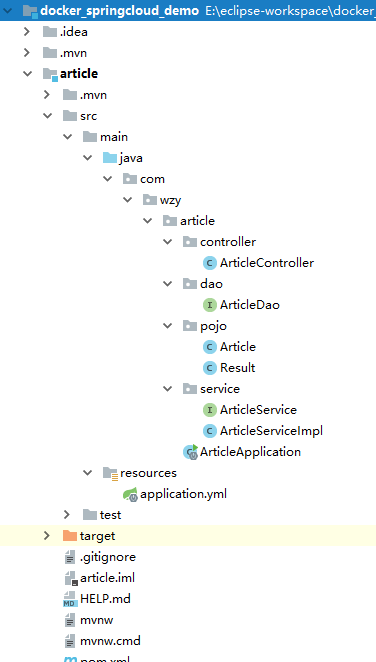 docker_springcloud_demo E:\eclipse-workspace\docker_
.idea
.mvn
article
.mvn
src
main
java
com
wzy
article
controller
C ArticleController
dao
I ArticleDao
pojo
C Article
C Result
service
I ArticleService
C ArticleServiceImpl
C ArticleApplication
resources
application.yml
test
target
.gitignore
article.iml
MD HELP.md
mvnw
mvnw.cmd
pom.xml